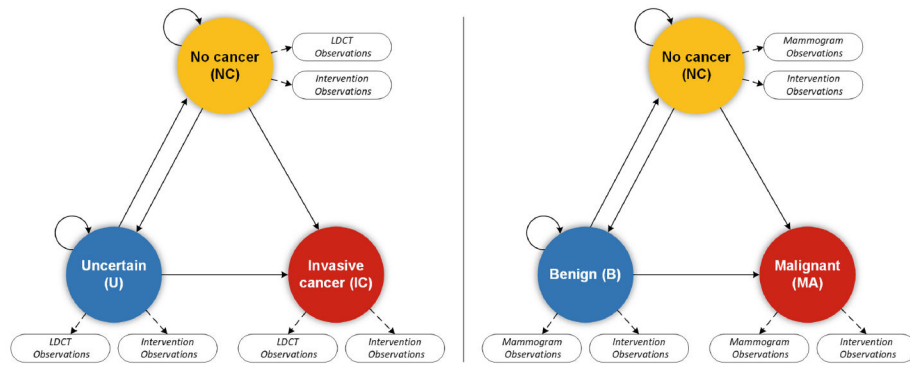 No cancer
(NC)
LDCT
Observations
Intervention
Observations
Uncertain
(U)
Invasive
cancer (IC)
LDCT
Observations
Intervention
Observations
LDCT
Observations
Intervention
Observations
No cancer
(NC)
Mammogram
Observations
Intervention
Observations
Benign (B)
Malignant
(MA)
Mammogram
Observations
Intervention
Observations
Mammogram
Observations
Intervention
Observations